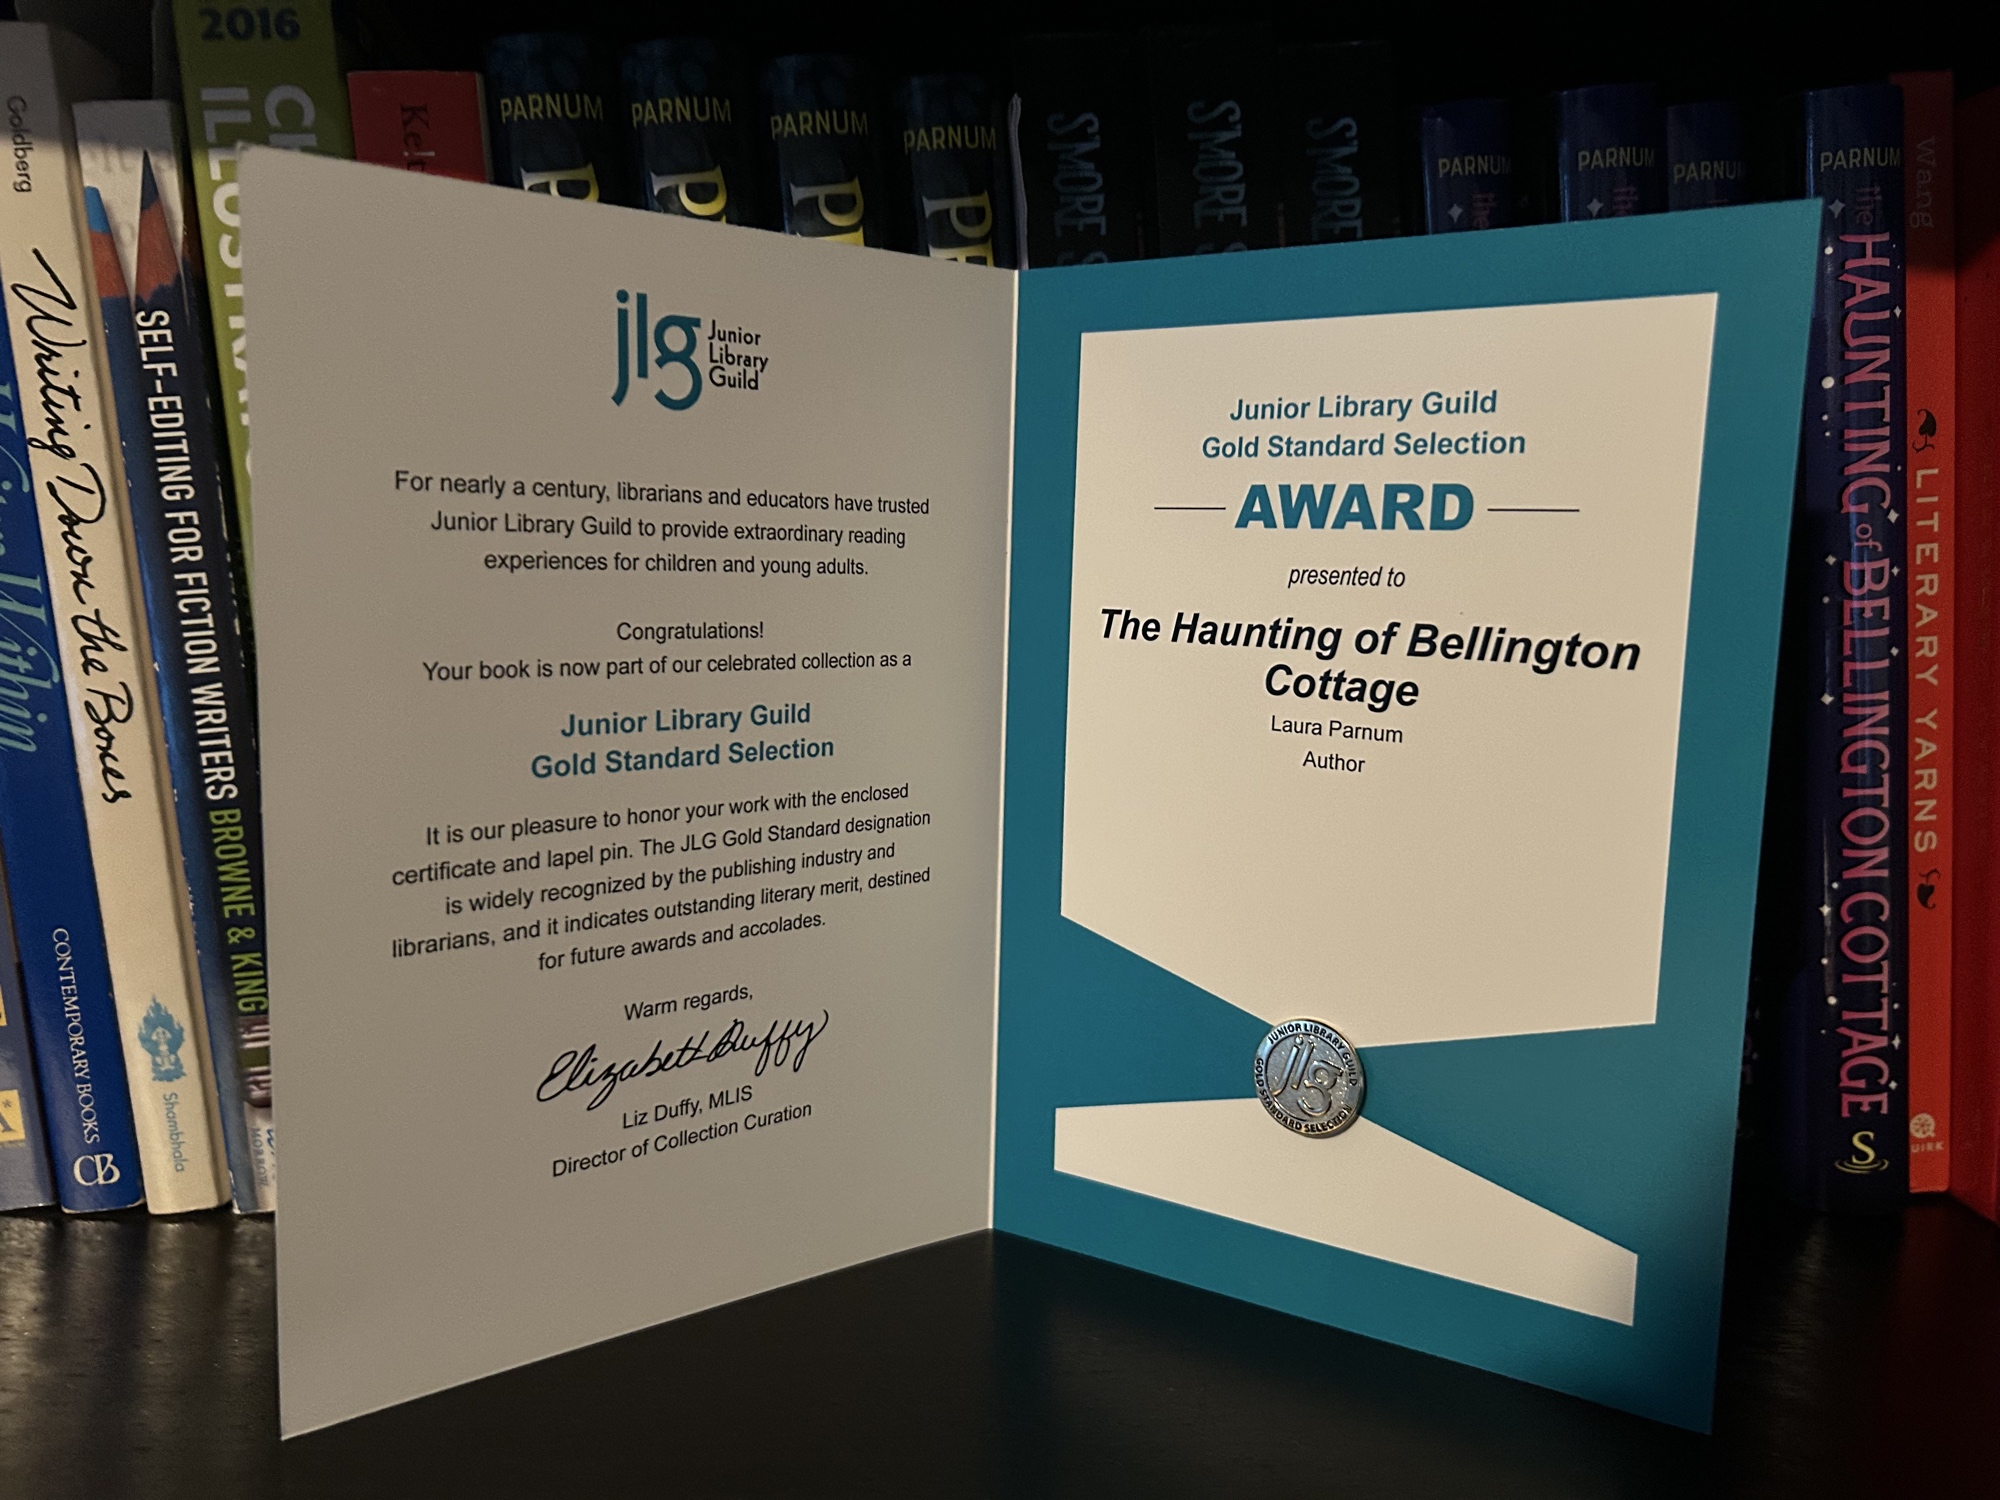 Goldberg
Writing Down the Bones
Shambhala
CONTEMPORARY BOOKS
CB
Within
SELF-EDITING FOR FICTION WRITERS BROWNE & KING
2016
PARNUM
PARNUM
PARNUM
PARNUM
S'MORE
S'MORE
S'MORE
PARNUM
PARNUM
PARNUM
PARNUM
the HAUNTING of BELLINGTON COTTAGE
S
Wang
LITERARY YARNS
QUIRK
jlg Junior
Library
Guild
For nearly a century, librarians and educators have trusted
Junior Library Guild to provide extraordinary reading
experiences for children and young adults.
Congratulations!
Your book is now part of our celebrated collection as a
Junior Library Guild
Gold Standard Selection
It is our pleasure to honor your work with the enclosed
certificate and lapel pin. The JLG Gold Standard designation
is widely recognized by the publishing industry and
librarians, and it indicates outstanding literary merit, destined
for future awards and accolades.
Warm regards,
Elizabeth Duffy
Liz Duffy, MLIS
Director of Collection Curation
Junior Library Guild
Gold Standard Selection
AWARD
presented to
The Haunting of Bellington
Cottage
Laura Parnum
Author
JUNIOR LIBRARY GUILD
jlg
GOLD STANDARD SELECTION